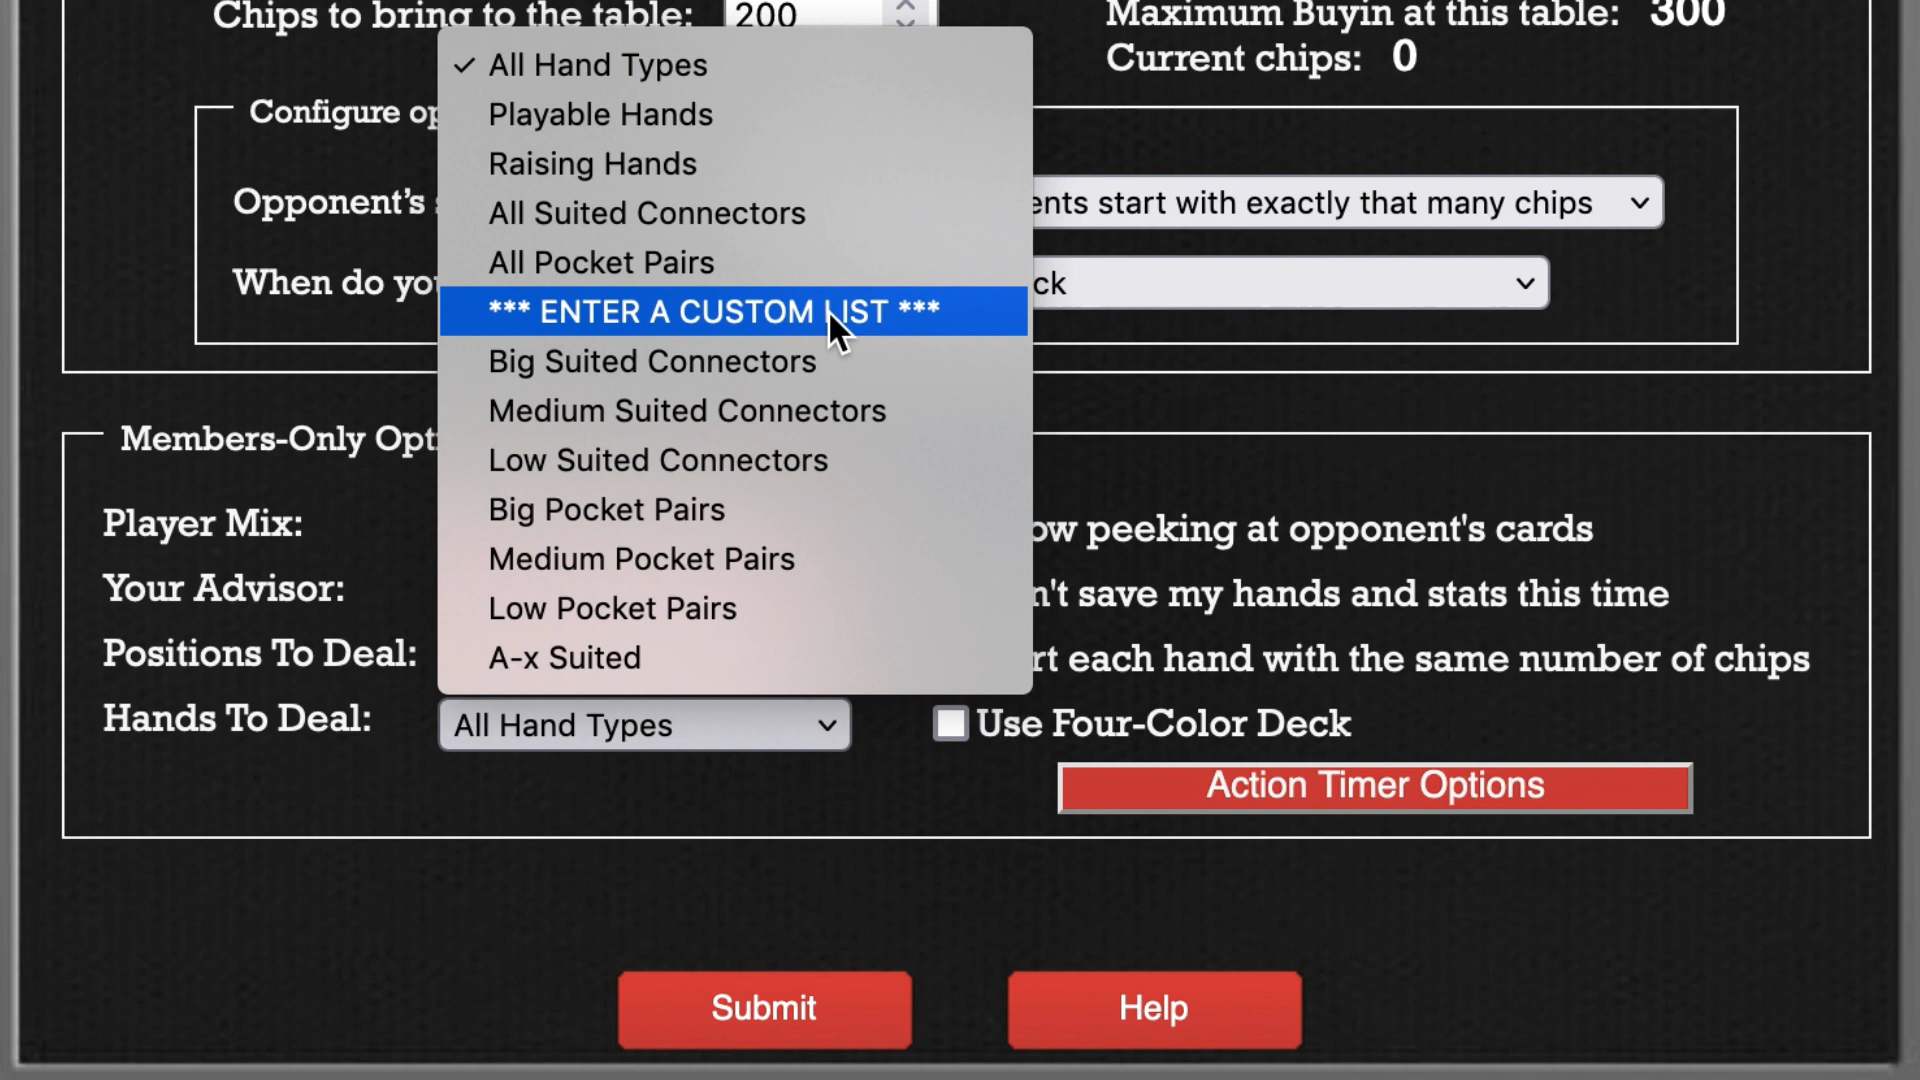 Chips to bring to the table: 200
Maximum Buyin at this table: 300
Current chips: 0
✓ All Hand Types
Playable Hands
Raising Hands
All Suited Connectors
All Pocket Pairs
*** ENTER A CUSTOM LIST ***
Big Suited Connectors
Medium Suited Connectors
Low Suited Connectors
Big Pocket Pairs
Medium Pocket Pairs
Low Pocket Pairs
A-x Suited
Configure op
Opponent's
ents start with exactly that many chips
When do yo
ck
Members-Only Opt
Player Mix:
ow peeking at opponent's cards
Your Advisor:
n't save my hands and stats this time
Positions To Deal:
rt each hand with the same number of chips
Hands To Deal: All Hand Types
Use Four-Color Deck
Action Timer Options
Submit
Help